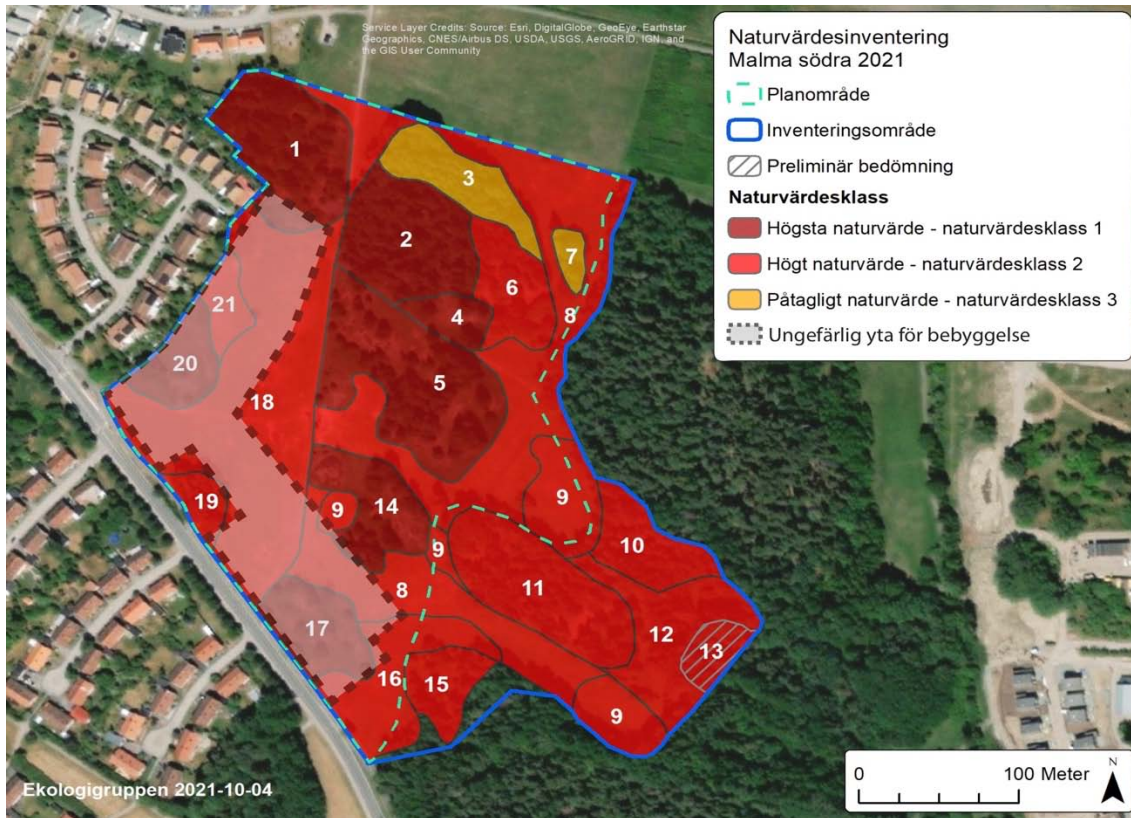 Service Layer Credits: Source: Esri, DigitalGlobe, GeoEye, Earthstar
Geographics, CNES/Airbus DS, USDA, USGS, AeroGRID, IGN, and
the GIS User Community
Naturvärdesinventering
Malma södra 2021
Planområde
Inventeringsområde
Preliminär bedömning
Naturvärdesklass
Högsta naturvärde - naturvärdesklass 1
Högt naturvärde - naturvärdesklass 2
Påtagligt naturvärde - naturvärdesklass 3
Ungefärlig yta för bebyggelse
1
3
2
7
6
21
8
4
20
5
18
19
9
14
9
9
10
8
11
12
17
13
16
15
9
0 100 Meter
N
Ekologigruppen 2021-10-04